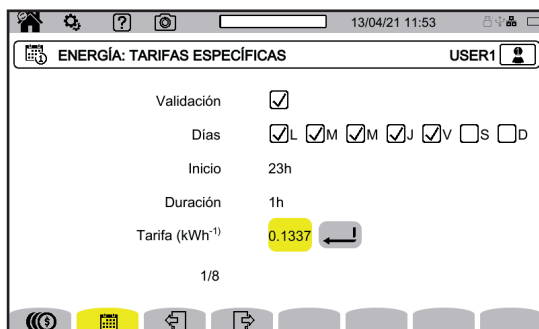 ? 13/04/21 11:53
ENERGÍA: TARIFAS ESPECÍFICAS USER1
Validación
Días L M M J V S D
Inicio 23h
Duración 1h
Tarifa (kWh⁻¹⁾ 0.1337
1/8
$